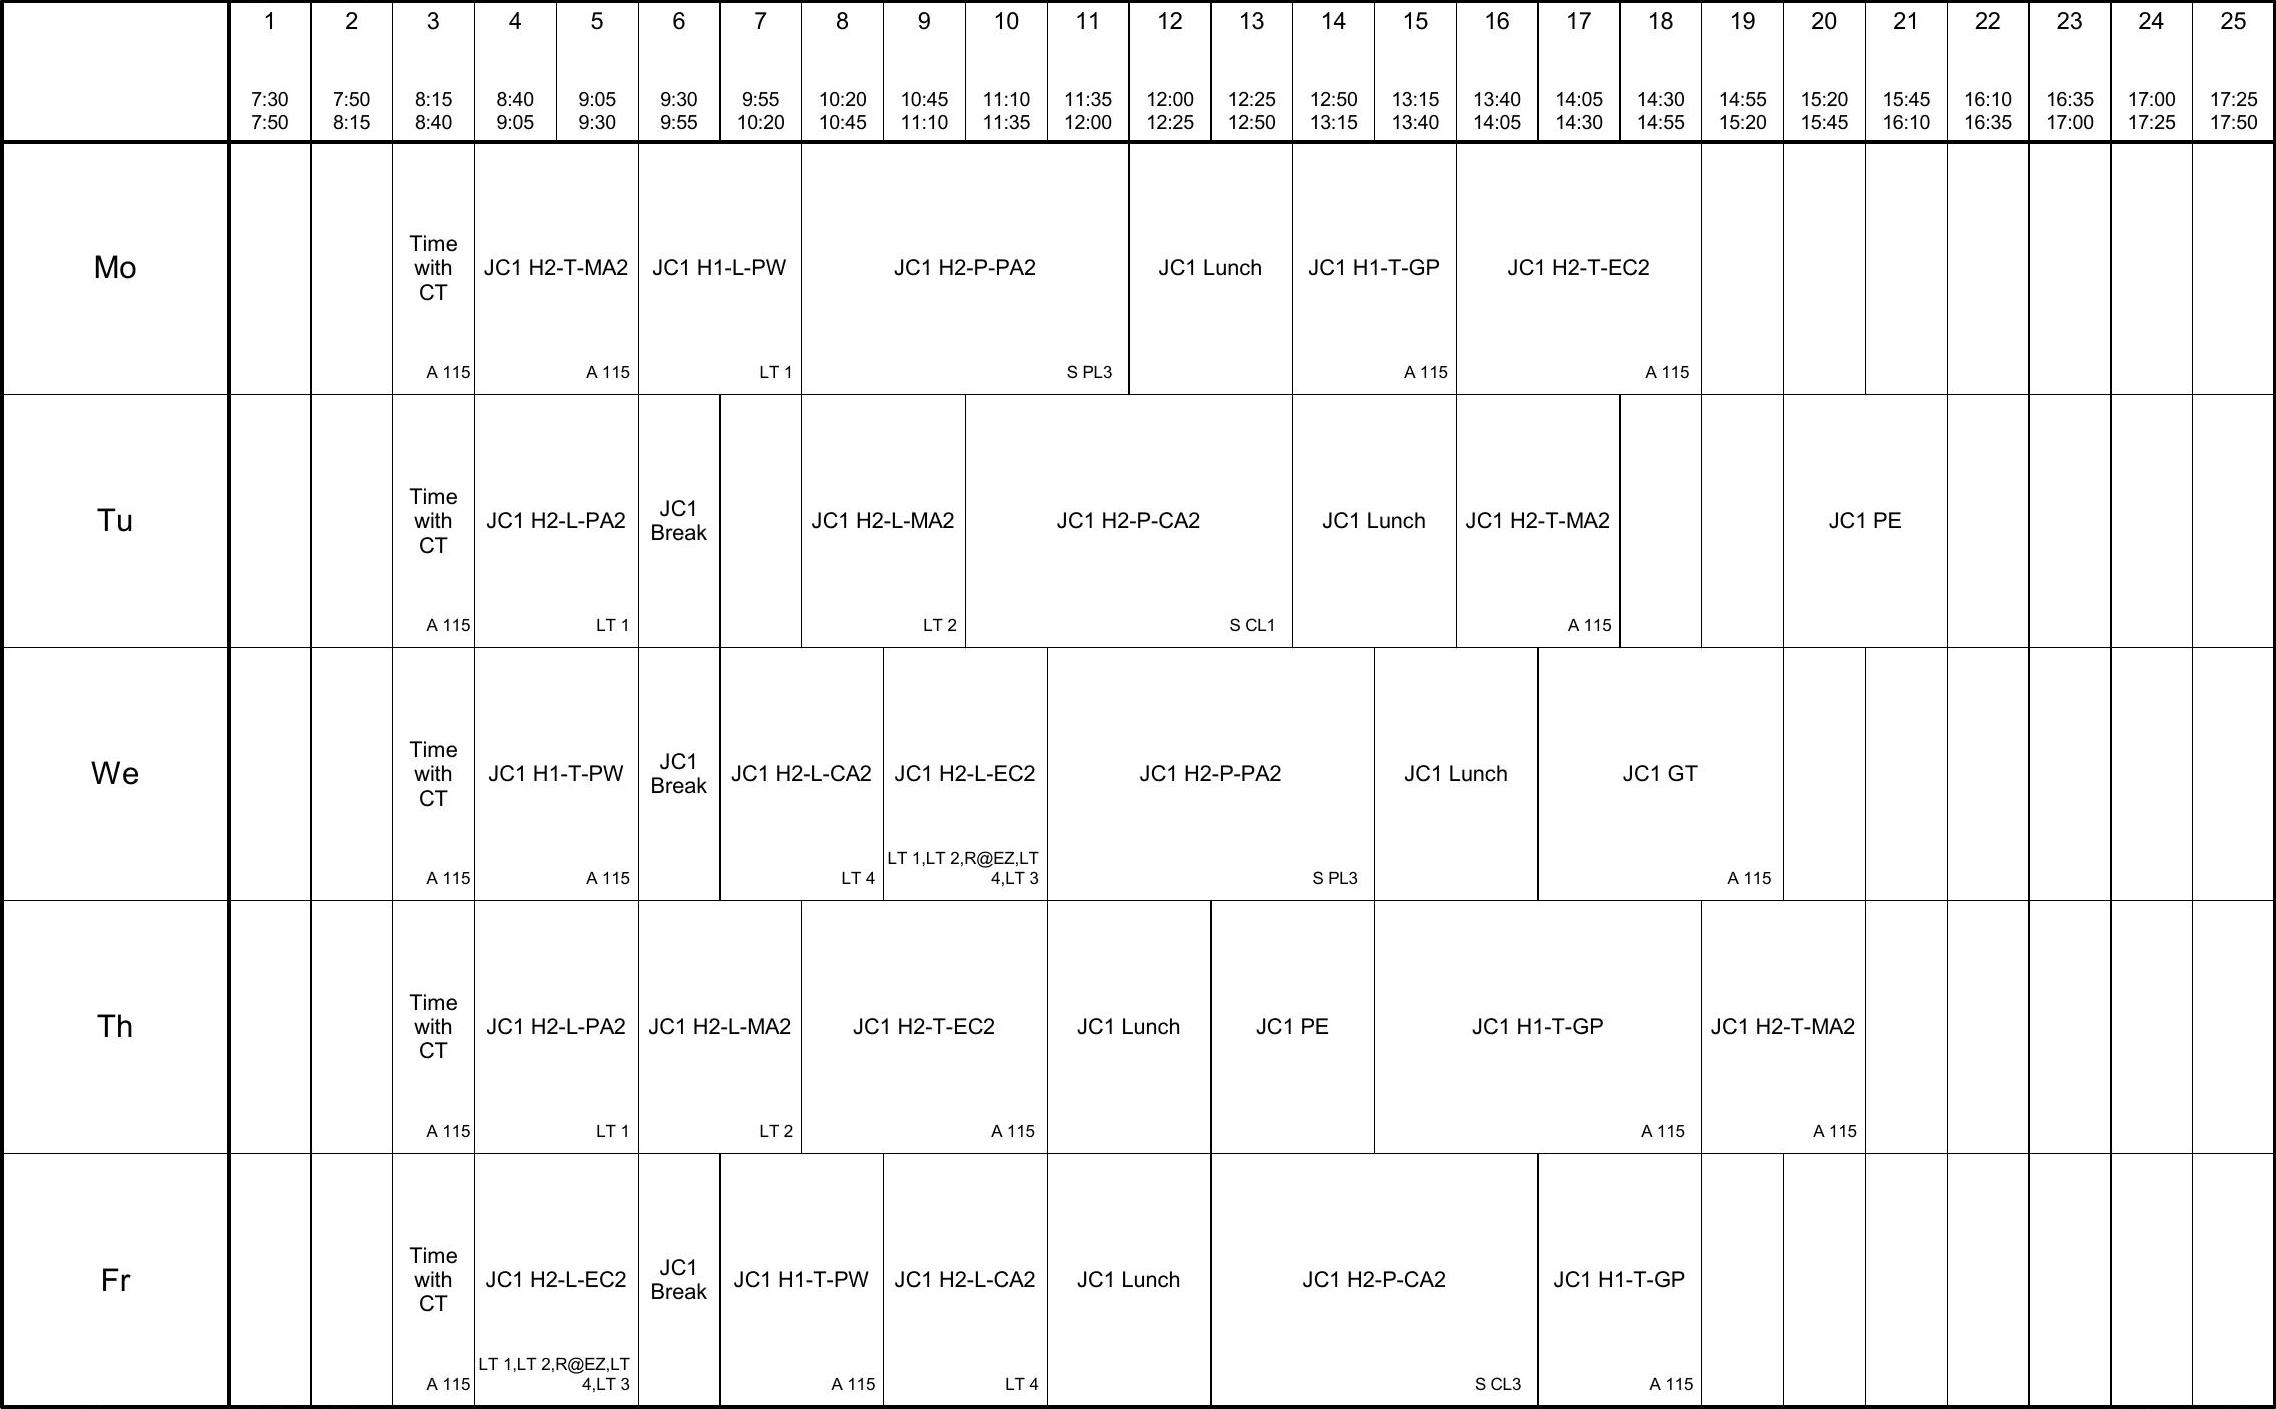 1 2 3 4 5 6 7 8 9 10 11 12 13 14 15 16 17 18 19 20 21 22 23 24 25
7:30 7:50 8:15 8:40 9:05 9:30 9:55 10:20 10:45 11:10 11:35 12:00 12:25 12:50 13:15 13:40 14:05 14:30 14:55 15:20 15:45 16:10 16:35 17:00 17:25
7:50 8:15 8:40 9:05 9:30 9:55 10:20 10:45 11:10 11:35 12:00 12:25 12:50 13:15 13:40 14:05 14:30 14:55 15:20 15:45 16:10 16:35 17:00 17:25 17:50
Mo
Time
with
CT
A 115
JC1 H2-T-MA2
A 115
JC1 H1-L-PW
LT 1
JC1 H2-P-PA2
S PL3
JC1 Lunch
JC1 H1-T-GP
A 115
JC1 H2-T-EC2
A 115
Tu
Time
with
CT
A 115
JC1 H2-L-PA2
LT 1
JC1
Break
JC1 H2-L-MA2
LT 2
JC1 H2-P-CA2
S CL1
JC1 Lunch
JC1 H2-T-MA2
A 115
JC1 PE
We
Time
with
CT
A 115
JC1 H1-T-PW
A 115
JC1
Break
JC1 H2-L-CA2
LT 4
JC1 H2-L-EC2
LT 1,LT 2,R@EZ,LT
4,LT 3
JC1 H2-P-PA2
S PL3
JC1 Lunch
JC1 GT
A 115
Th
Time
with
CT
A 115
JC1 H2-L-PA2
LT 1
JC1 H2-L-MA2
LT 2
JC1 H2-T-EC2
A 115
JC1 Lunch
JC1 PE
JC1 H1-T-GP
A 115
JC1 H2-T-MA2
A 115
Fr
Time
with
CT
A 115
JC1 H2-L-EC2
LT 1,LT 2,R@EZ,LT
4,LT 3
JC1
Break
JC1 H1-T-PW
A 115
JC1 H2-L-CA2
LT 4
JC1 Lunch
JC1 H2-P-CA2
S CL3
JC1 H1-T-GP
A 115